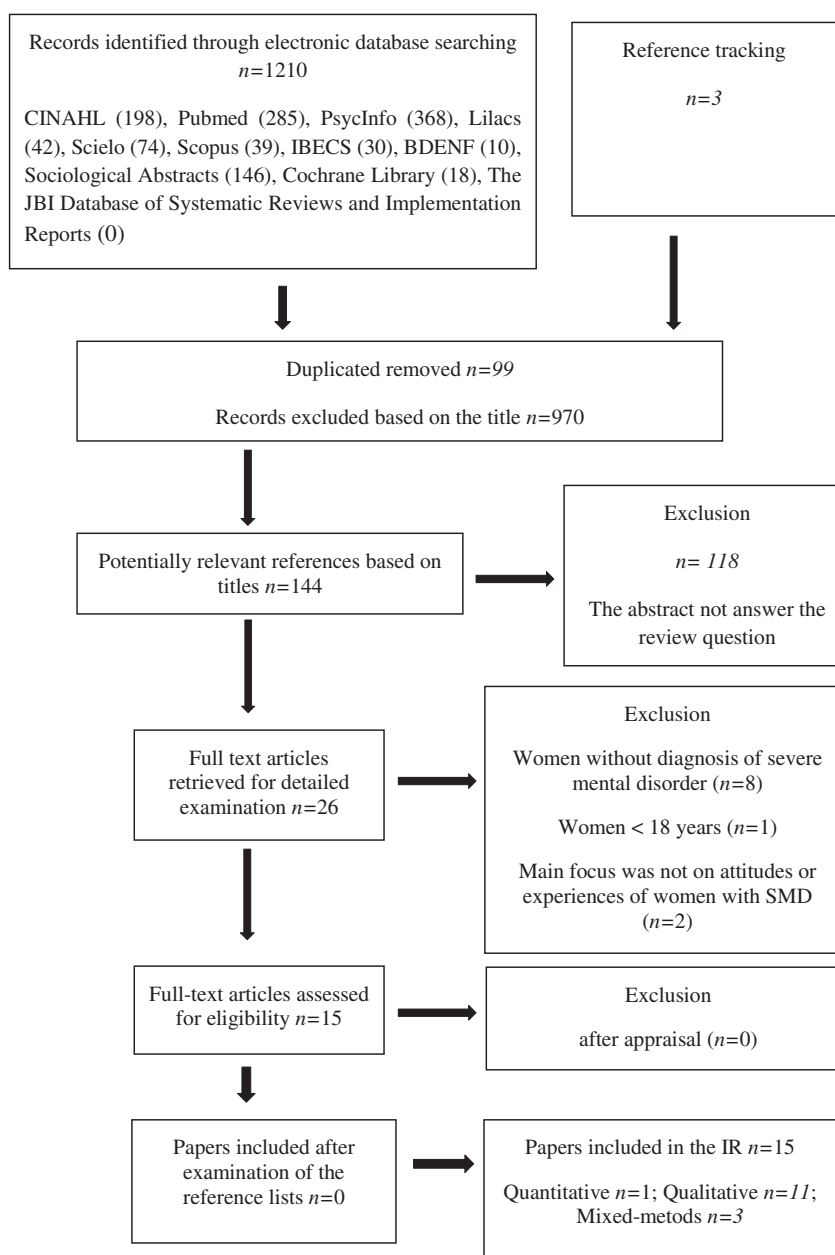 Records identified through electronic database searching
n=1210
CINAHL (198), Pubmed (285), PsycInfo (368), Lilacs
(42), Scielo (74), Scopus (39), IBECS (30), BDENF (10),
Sociological Abstracts (146), Cochrane Library (18), The
JBI Database of Systematic Reviews and Implementation
Reports (0)
Reference tracking
n=3
Duplicated removed n=99
Records excluded based on the title n=970
Potentially relevant references based on
titles n=144
Exclusion
n= 118
The abstract not answer the
review question
Full text articles
retrieved for detailed
examination n=26
Exclusion
Women without diagnosis of severe
mental disorder (n=8)
Women < 18 years (n=1)
Main focus was not on attitudes or
experiences of women with SMD
(n=2)
Full-text articles assessed
for eligibility n=15
Exclusion
after appraisal (n=0)
Papers included after
examination of the
reference lists n=0
Papers included in the IR n=15
Quantitative n=1; Qualitative n=11;
Mixed-metods n=3